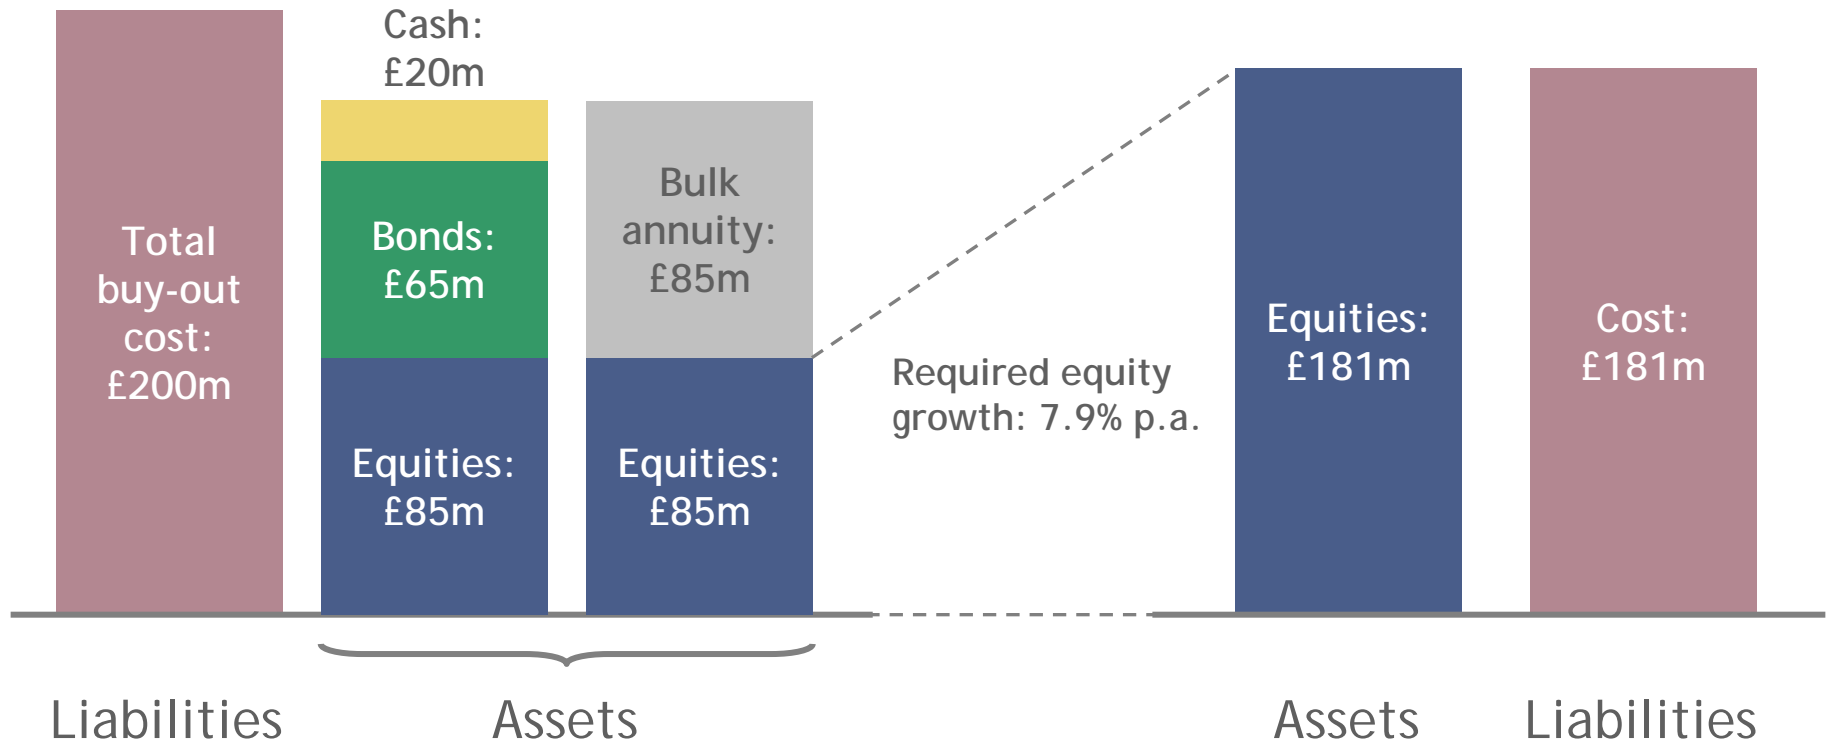 Total
buy-out
cost:
£200m
Cash:
£20m
Bonds:
£65m
Equities:
£85m
Bulk
annuity:
£85m
Equities:
£85m
Required equity
growth: 7.9% p.a.
Equities:
£181m
Cost:
£181m
Liabilities
Assets
Assets
Liabilities